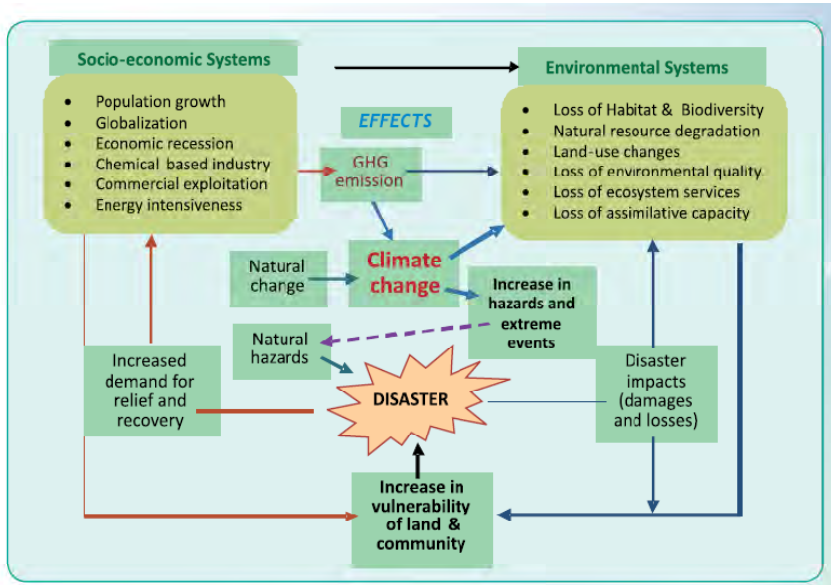 Socio-economic Systems
• Population growth
• Globalization
• Economic recession
• Chemical based industry
• Commercial exploitation
• Energy intensiveness
EFFECTS
GHG
emission
Environmental Systems
• Loss of Habitat & Biodiversity
• Natural resource degradation
• Land-use changes
• Loss of environmental quality
• Loss of ecosystem services
• Loss of assimilative capacity
Natural
change
Climate
change
Increase in
hazards and
extreme
events
Natural
hazards
Increased
demand for
relief and
recovery
DISASTER
Disaster
impacts
(damages
and losses)
Increase in
vulnerability
of land &
community